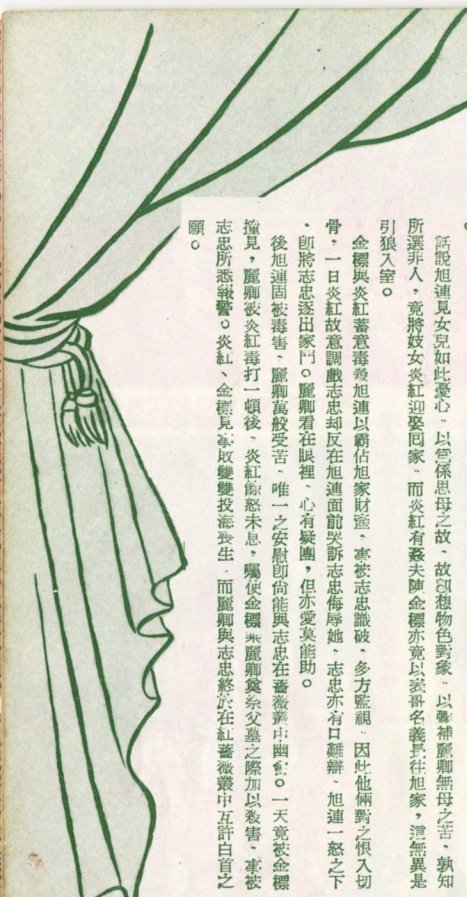 話說旭連見女兒如此憂心、以為係思母之故、故卽想物色對象、以彌補麗卿無母之苦、孰知
所選非人，竟將妓女炎紅迎娶回家、而炎紅有姦夫陳金標亦竟以表哥名義長往旭家，這無異是
引狼入室。
金標與炎紅蓄意毒殺旭連以霸佔旭家財產、事被志忠識破、多方監視、因此他倆對之恨入切
骨、一日炎紅故意調戲志忠却反在旭連面前哭訴志忠侮辱她、志忠亦有口難辯、旭連一怒之下
、卽將志忠逐出家門。麗卿看在眼裡、心有疑團，但亦愛莫能助。
後旭連固被毒害、麗卿萬般受苦、唯一之安慰卽尙能與志忠在薔薇叢中幽會。一天竟被金標
撞見，麗卿被炎紅毒打一頓後、炎紅餘怒未息，囑使金標乘麗卿奠祭父墓之際加以殺害、事被
志忠所悉報警。炎紅、金標見事敗雙雙投海喪生、而麗卿與志忠終於在紅薔薇叢中互許白首之
願。